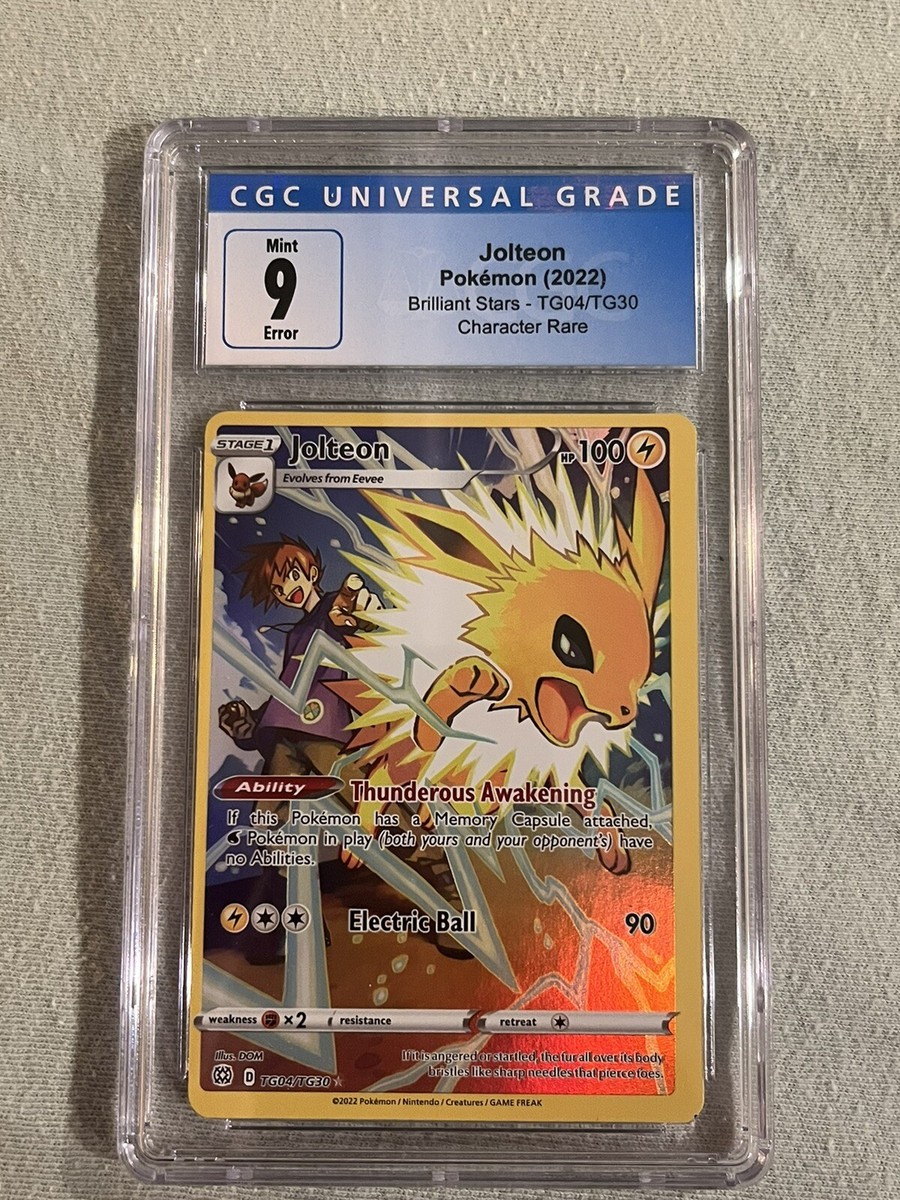 CGC UNIVERSAL GRADE
Mint
9
Error
Jolteon
Pokémon (2022)
Brilliant Stars - TG04/TG30
Character Rare
STAGE 1
Jolteon
HP 100
Evolves from Eevee
Ability Thunderous Awakening
If this Pokémon has a Memory Capsule attached,
Pokémon in play (both yours and your opponent's) have
no Abilities.
Electric Ball 90
weakness ×2 resistance retreat
Illus. DOM
If it is angered or startled, the fur all over its body
bristles like sharp needles that pierce foes.
D TG04/TG30
©2022 Pokémon / Nintendo / Creatures / GAME FREAK